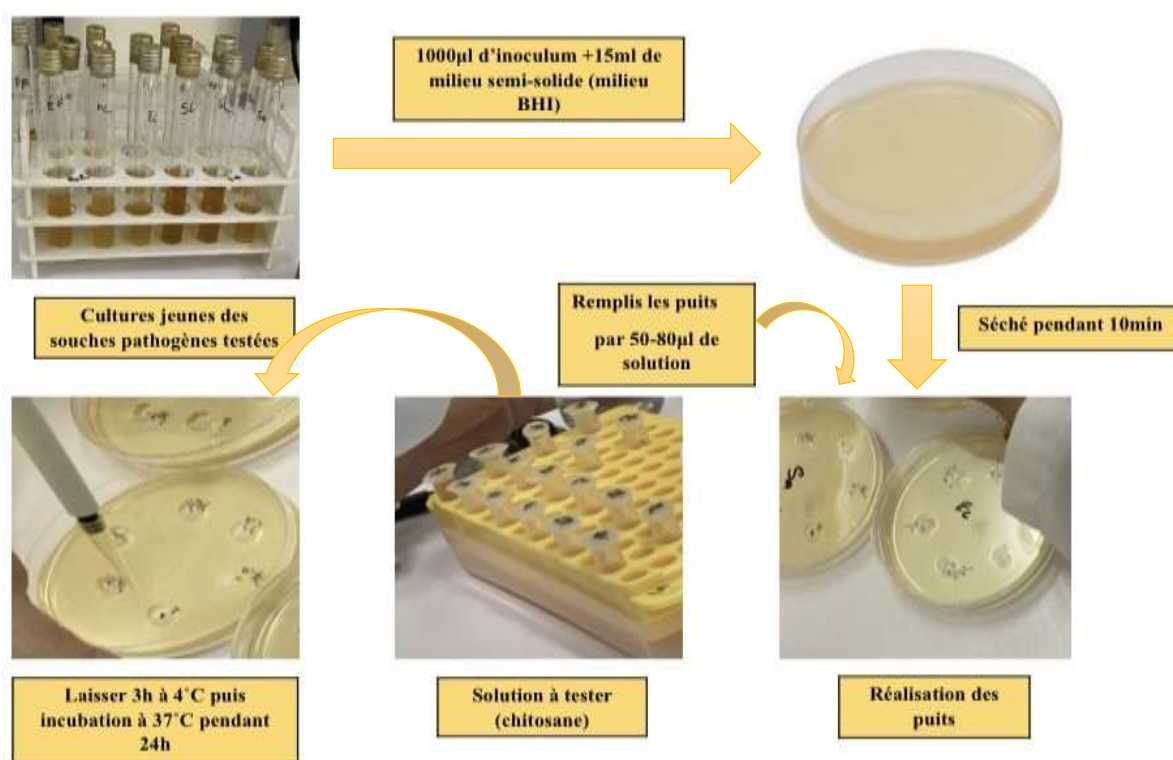 1000µl d'inoculum +15ml de
milieu semi-solide (milieu
BHI)
Cultures jeunes des
souches pathogènes testées
Remplis les puits
par 50-80µl de
solution
Séché pendant 10min
Laisser 3h à 4˚C puis
incubation à 37˚C pendant
24h
Solution à tester
(chitosane)
Réalisation des
puits